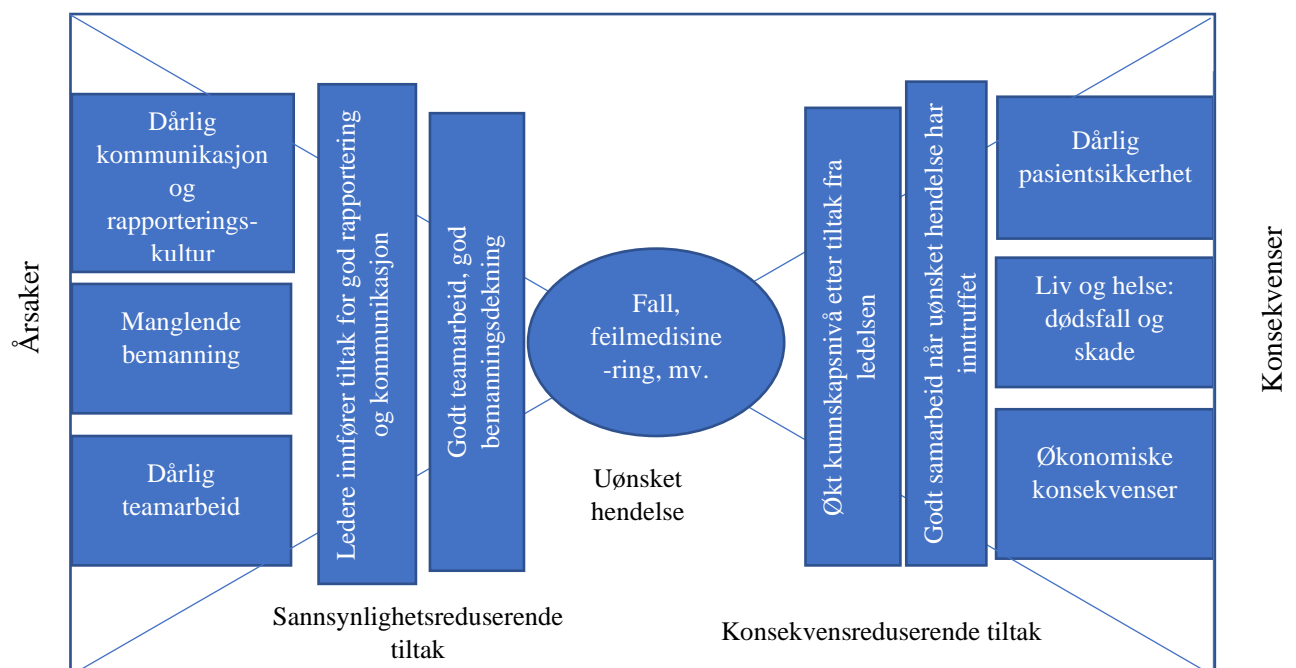 Årsaker
Dårlig
kommunikasjon
og
rapporterings-
kultur
Manglende
bemanning
Dårlig
teamarbeid
Ledere innfører tiltak for god rapportering
og kommunikasjon
Godt teamarbeid, god
bemanningsdekning
Sannsynlighetsreduserende
tiltak
Fall,
feilmedisine
-ring, mv.
Uønsket
hendelse
Økt kunnskapsnivå etter tiltak fra
ledelsen
Godt samarbeid når uønsket hendelse har
inntruffet
Konsekvensreduserende tiltak
Dårlig
pasientsikkerhet
Liv og helse:
dødsfall og
skade
Økonomiske
konsekvenser
Konsekvenser